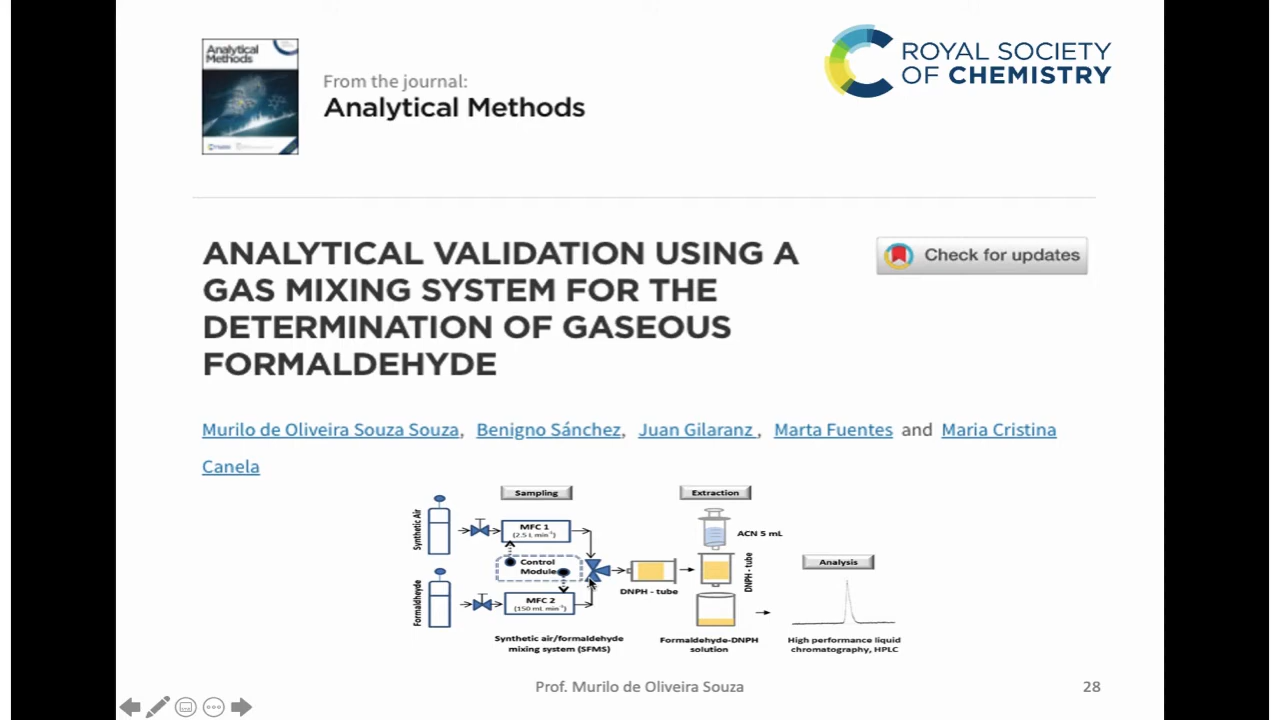 Analytical
Methods
From the journal:
Analytical Methods
ROYAL SOCIETY
OF CHEMISTRY
ANALYTICAL VALIDATION USING A
GAS MIXING SYSTEM FOR THE
DETERMINATION OF GASEOUS
FORMALDEHYDE
Check for updates
Murilo de Oliveira Souza Souza, Benigno Sánchez, Juan Gilaranz , Marta Fuentes and Maria Cristina
Canela
Sampling
Extraction
Synthetic Air
MFC 1
(2.5 L min⁻¹)
ACN 5 mL
Control
Module
Analysis
DNPH - tube
DNPH - tube
Formaldheyde
MFC 2
(150 mL min⁻¹)
Synthetic air/formaldehyde
mixing system (SFMS)
Formaldehyde-DNPH
solution
High performance liquid
chromatography, HPLC
Prof. Murilo de Oliveira Souza
28